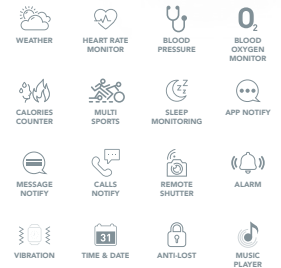 O2
WEATHER
HEART RATE
MONITOR
BLOOD
PRESSURE
BLOOD
OXYGEN
MONITOR
CALORIES
COUNTER
MULTI
SPORTS
zzz
SLEEP
MONITORING
APP NOTIFY
MESSAGE
NOTIFY
CALLS
NOTIFY
REMOTE
SHUTTER
ALARM
31
VIBRATION
TIME & DATE
ANTI-LOST
MUSIC
PLAYER